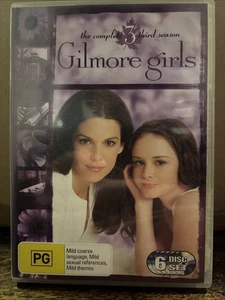 the complete 3 third season
Gilmore girls
PG
Mild coarse
language, Mild
sexual references,
Mild themes
6 DISC
SET